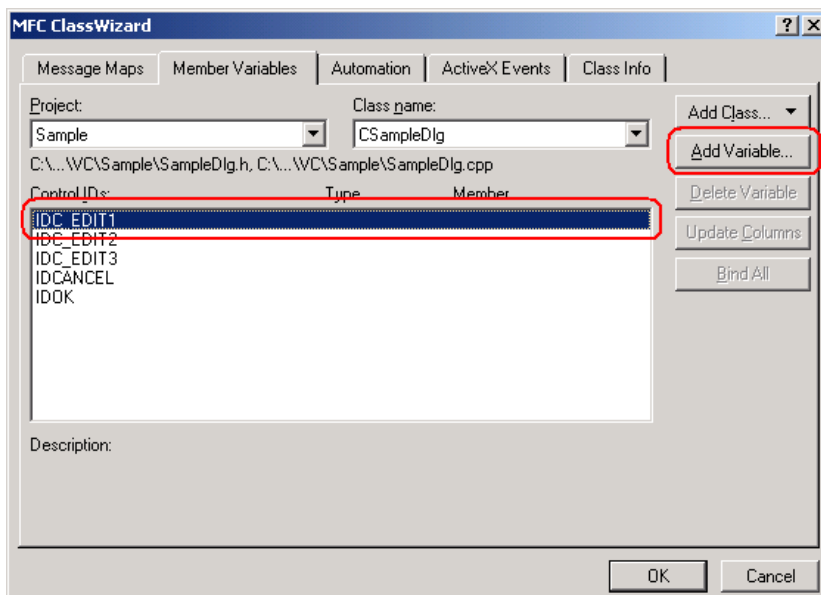 MFC ClassWizard
Message Maps Member Variables Automation ActiveX Events Class Info
Project: Class name:
Sample CSampleDlg
Add Class...
C:\...\VC\Sample\SampleDlg.h, C:\...\VC\Sample\SampleDlg.cpp
Add Variable...
Control IDs: Type Member
Delete Variable
IDC_EDIT1
IDC_EDIT2
Update Columns
IDC_EDIT3
IDCANCEL
Bind All
IDOK
Description:
OK Cancel